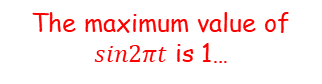 The maximum value of
𝑠𝑖𝑛2𝜋𝑡 is 1…